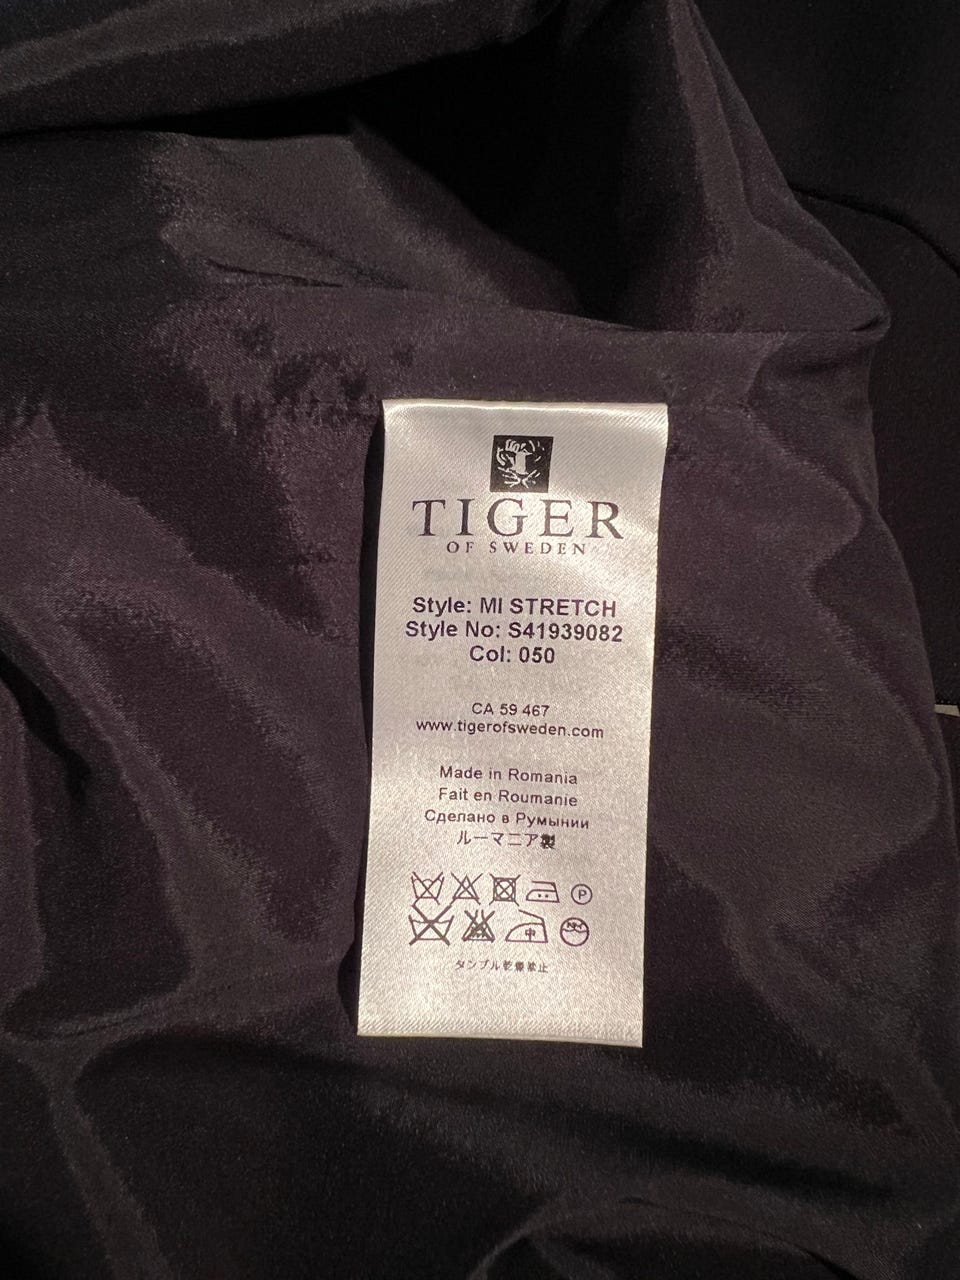 TIGER
OF SWEDEN
Style: MI STRETCH
Style No: S41939082
Col: 050
CA 59 467
www.tigerofsweden.com
Made in Romania
Fait en Roumanie
Сделано в Румынии
ルーマニア製
P
中
タンブル乾燥禁止